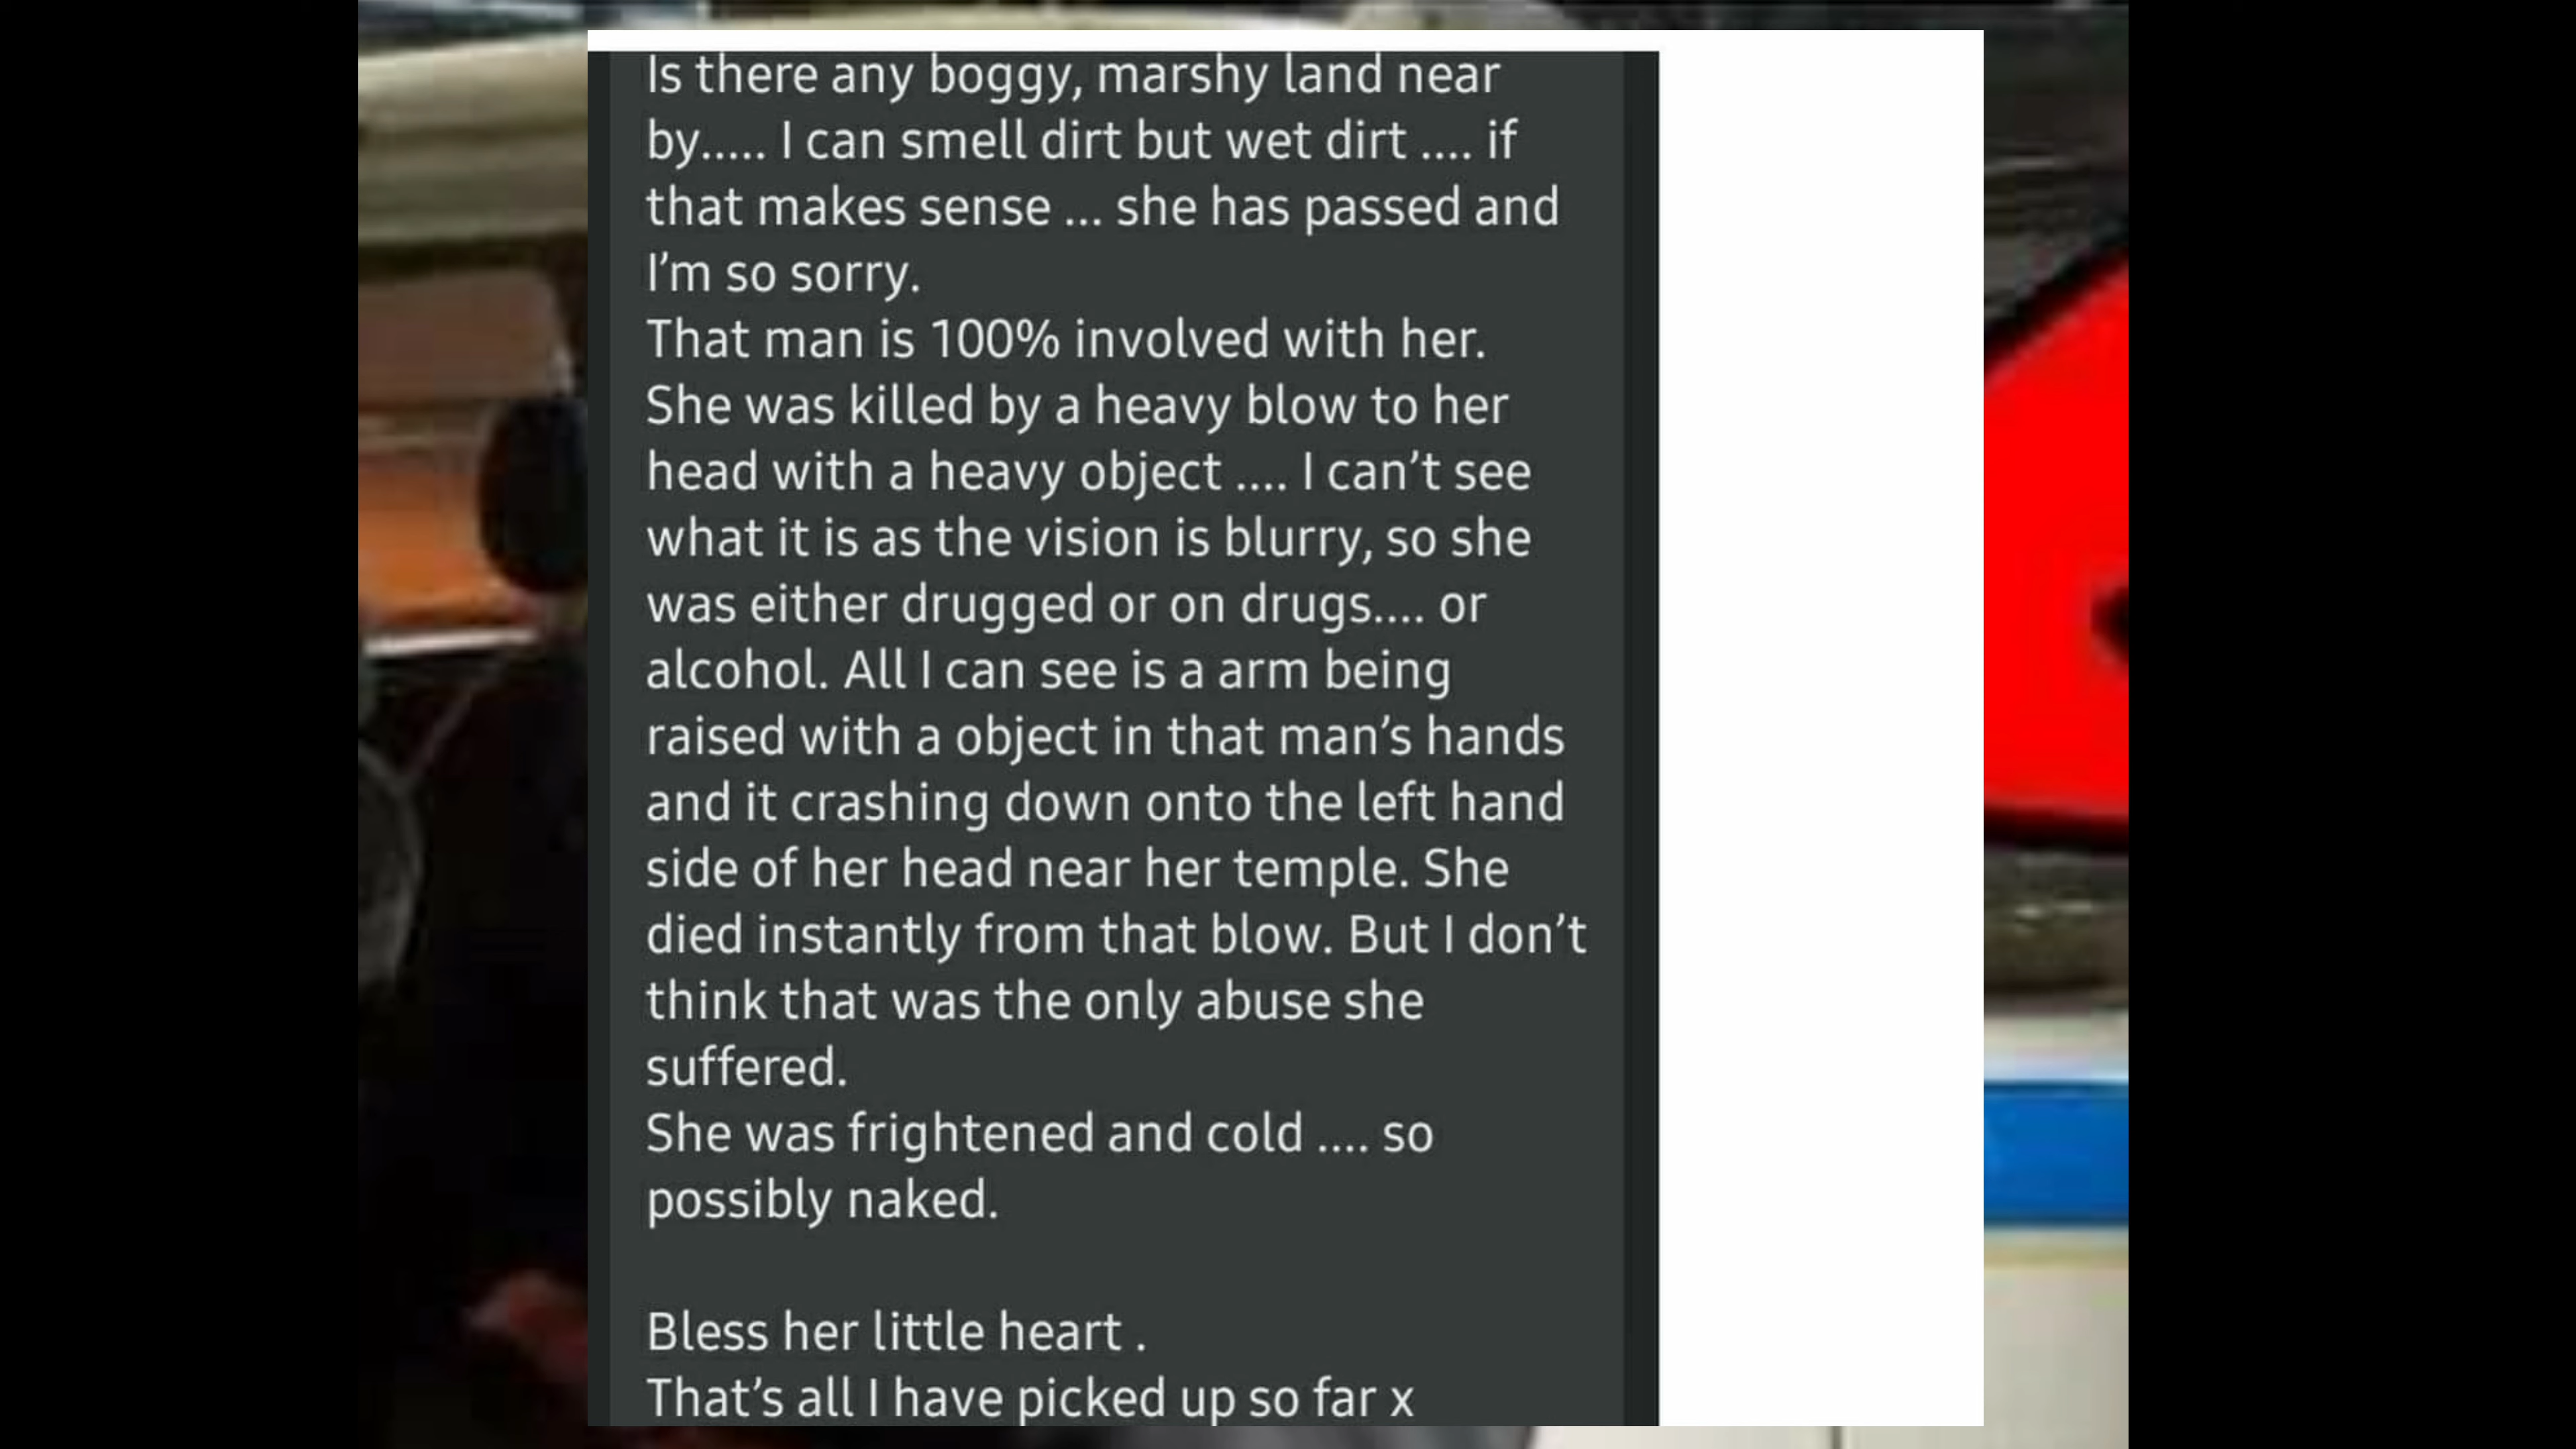 Is there any boggy, marshy land near
by..... I can smell dirt but wet dirt .... if
that makes sense ... she has passed and
I’m so sorry.
That man is 100% involved with her.
She was killed by a heavy blow to her
head with a heavy object .... I can’t see
what it is as the vision is blurry, so she
was either drugged or on drugs.... or
alcohol. All I can see is a arm being
raised with a object in that man’s hands
and it crashing down onto the left hand
side of her head near her temple. She
died instantly from that blow. But I don’t
think that was the only abuse she
suffered.
She was frightened and cold .... so
possibly naked.
Bless her little heart .
That’s all I have picked up so far x